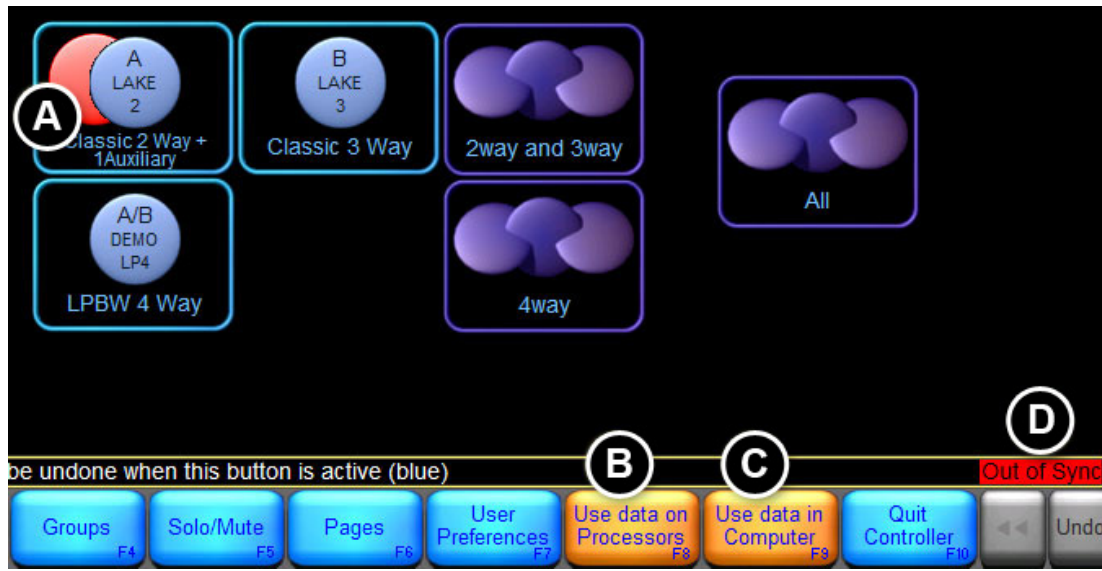 A
LAKE
2
A
Classic 2 Way +
1Auxiliary
B
LAKE
3
Classic 3 Way
2way and 3way
All
A/B
DEMO
LP4
LPBW 4 Way
4way
D
B
C
be undone when this button is active (blue)
Out of Sync
Groups
F4
Solo/Mute
F5
Pages
F6
User
Preferences
F7
Use data on
Processors
F8
Use data in
Computer
F9
Quit
Controller
F10
Undo